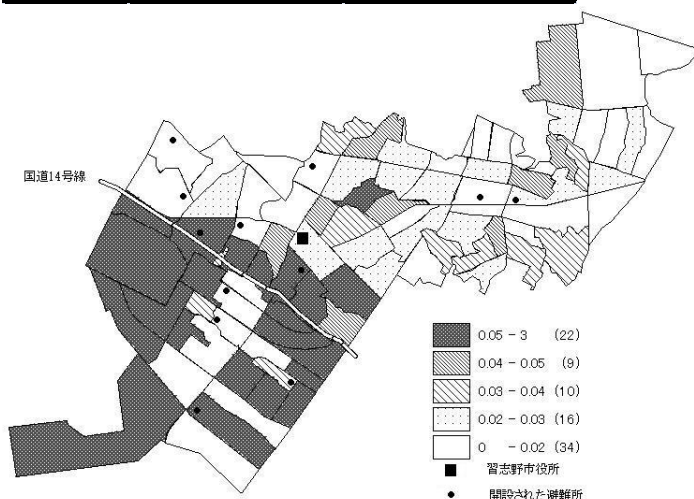 国道14号線
0.05 - 3 (22)
0.04 - 0.05 (9)
0.03 - 0.04 (10)
0.02 - 0.03 (16)
0 - 0.02 (34)
習志野市役所
開設された避難所